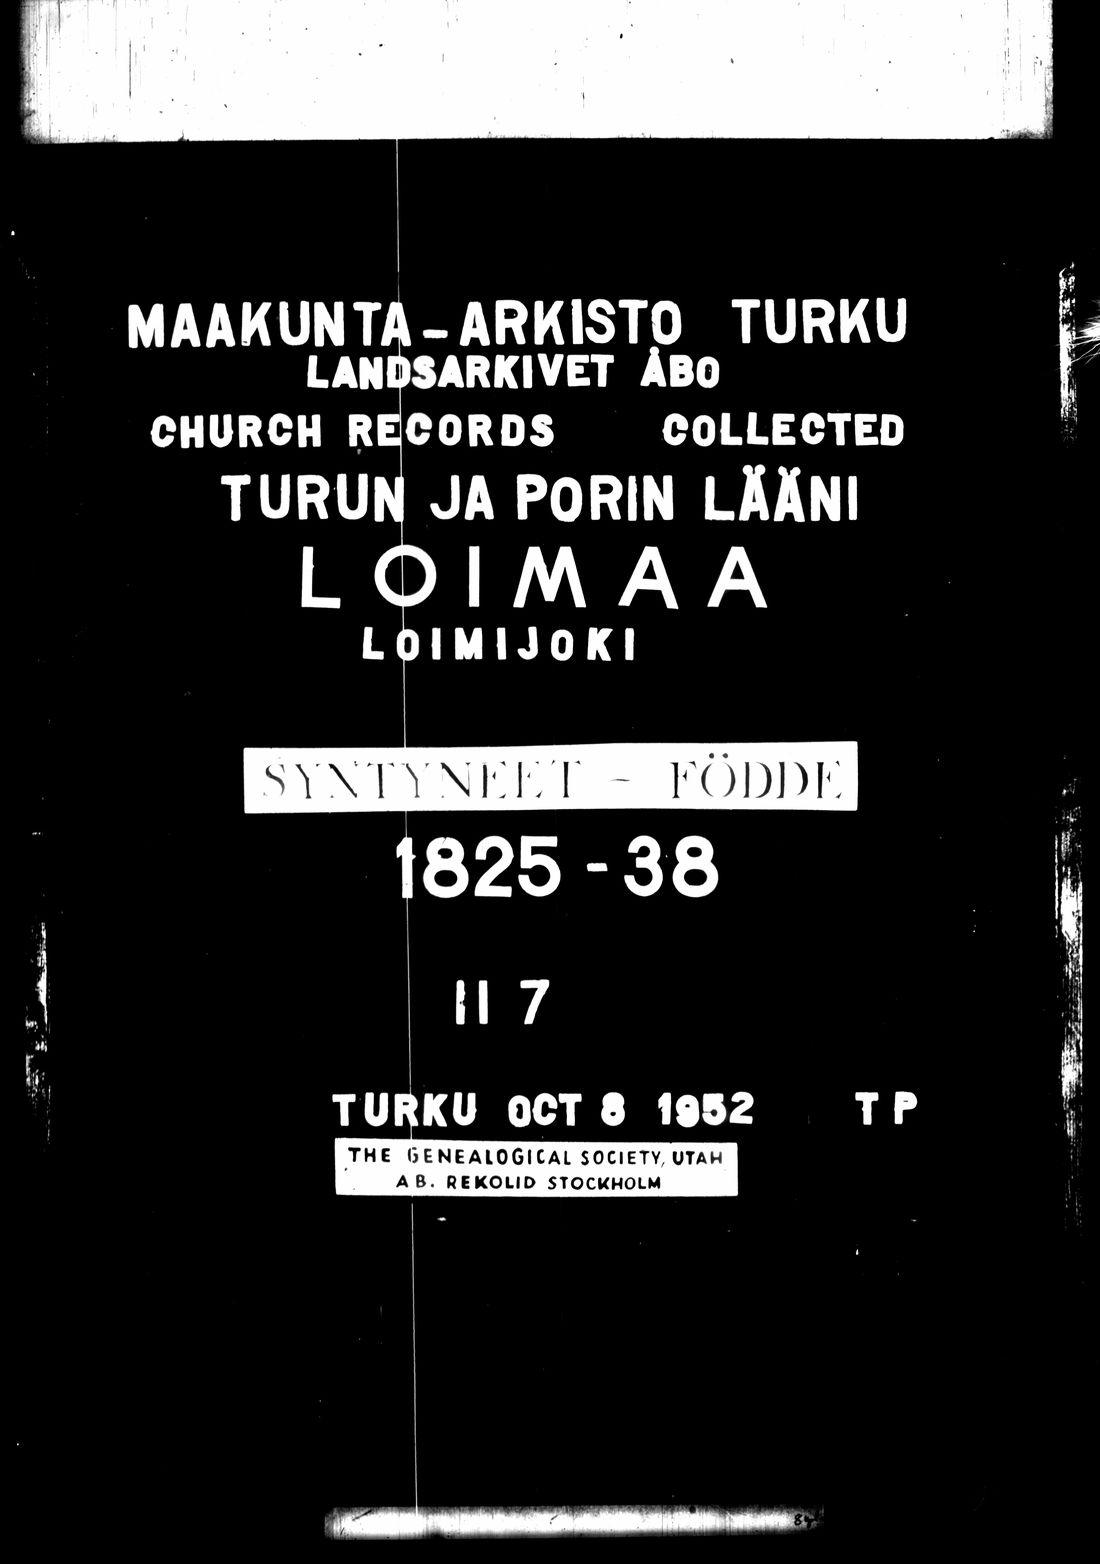 MAAKUNTA-ARKISTO TURKU
LANDSARKIVET ÅBO
CHURCH RECORDS COLLECTED
TURUN JA PORIN LÄÄNI
LOIMAA
LOIMIJOKI
SYNTYNEET - FÖDDE
1825-38
II 7
TURKU OCT 8 1952 TP
THE GENEALOGICAL SOCIETY, UTAH
AB. REKOLID STOCKHOLM